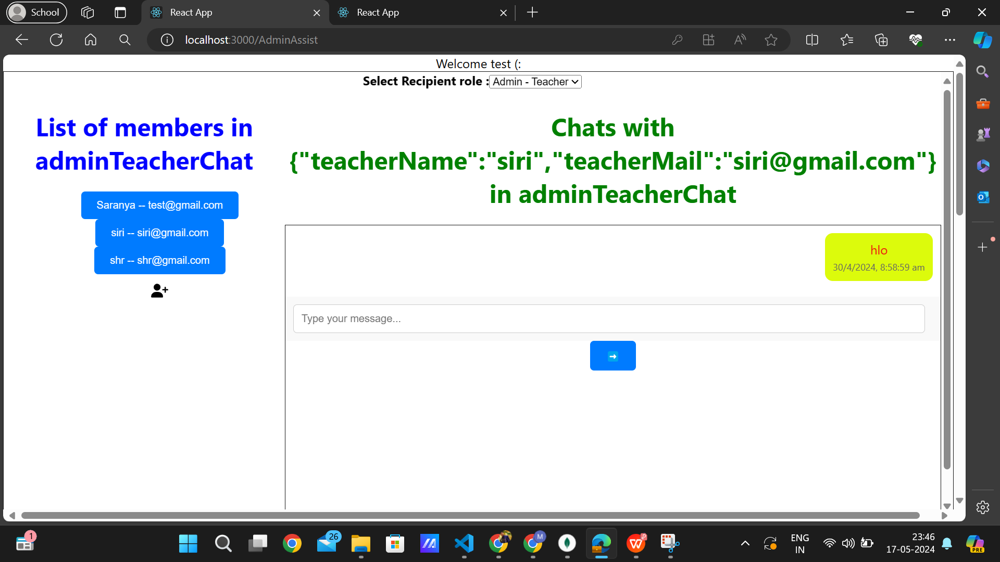 School
React App
React App
localhost:3000/AdminAssist
Welcome test (:
Select Recipient role :
Admin - Teacher
List of members in
adminTeacherChat
Saranya -- test@gmail.com
siri -- siri@gmail.com
shr -- shr@gmail.com
Chats with
{"teacherName":"siri","teacherMail":"siri@gmail.com"}
in adminTeacherChat
hlo
30/4/2024, 8:58:59 am
Type your message...
1
26
M
ENG
IN
23:46
17-05-2024
PRE